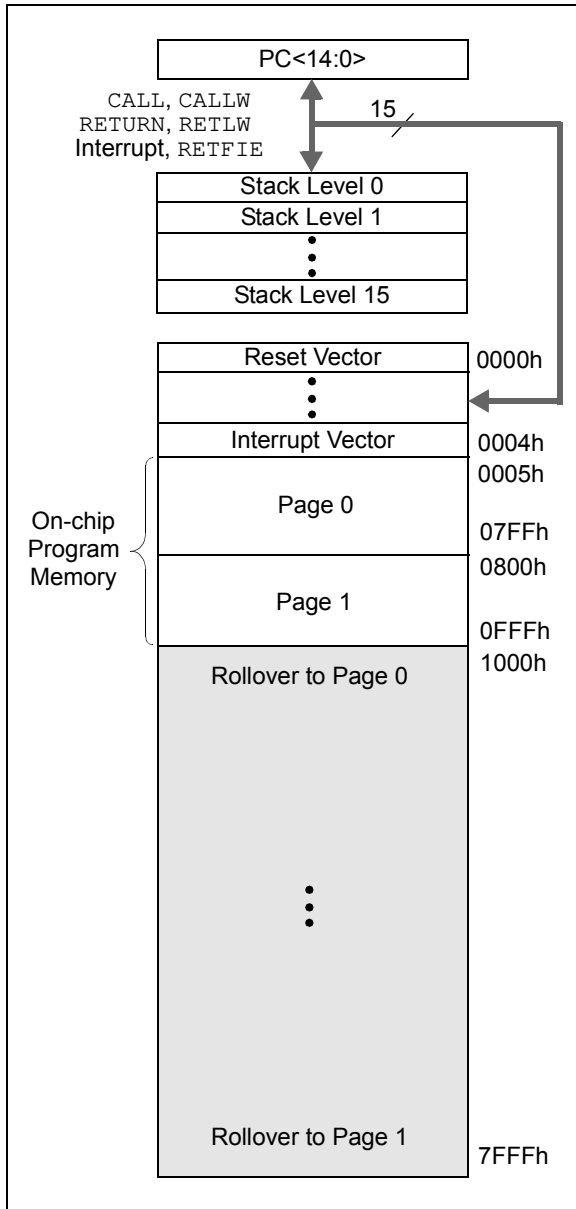 PC<14:0>
CALL, CALLW
RETURN, RETLW
Interrupt, RETFIE
15
Stack Level 0
Stack Level 1
Stack Level 15
Reset Vector
0000h
Interrupt Vector
0004h
0005h
On-chip
Program
Memory
Page 0
07FFh
0800h
Page 1
0FFFh
1000h
Rollover to Page 0
Rollover to Page 1
7FFFh